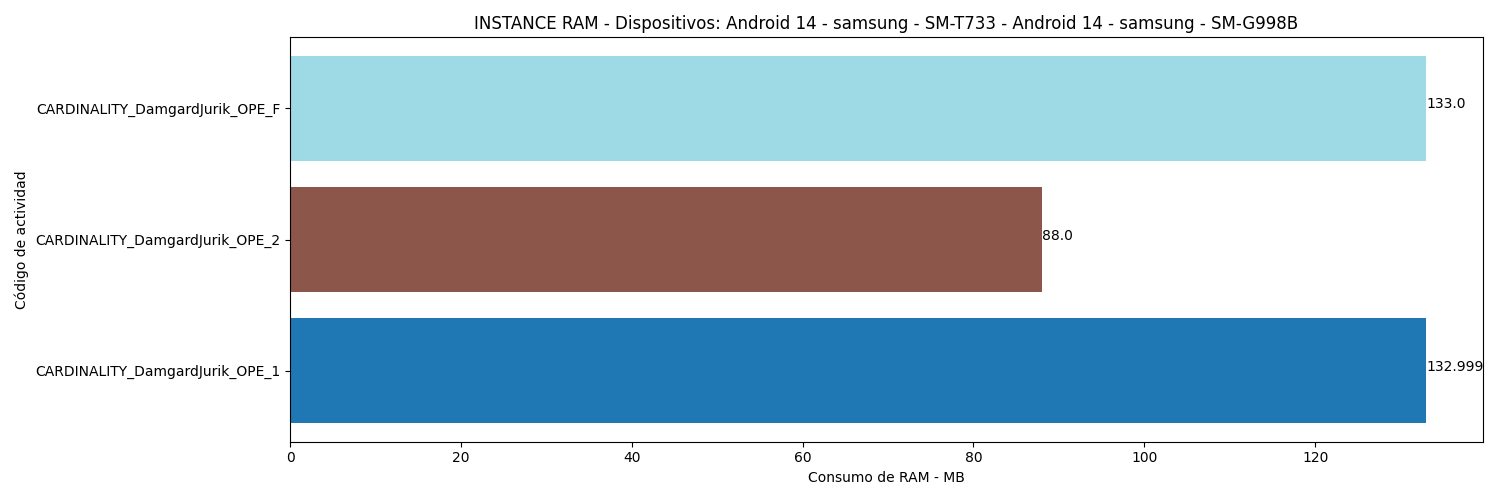 INSTANCE RAM - Dispositivos: Android 14 - samsung - SM-T733 - Android 14 - samsung - SM-G998B
Código de actividad
CARDINALITY_DamgardJurik_OPE_F
133.0
CARDINALITY_DamgardJurik_OPE_2
88.0
CARDINALITY_DamgardJurik_OPE_1
132.999
0 20 40 60 80 100 120
Consumo de RAM - MB